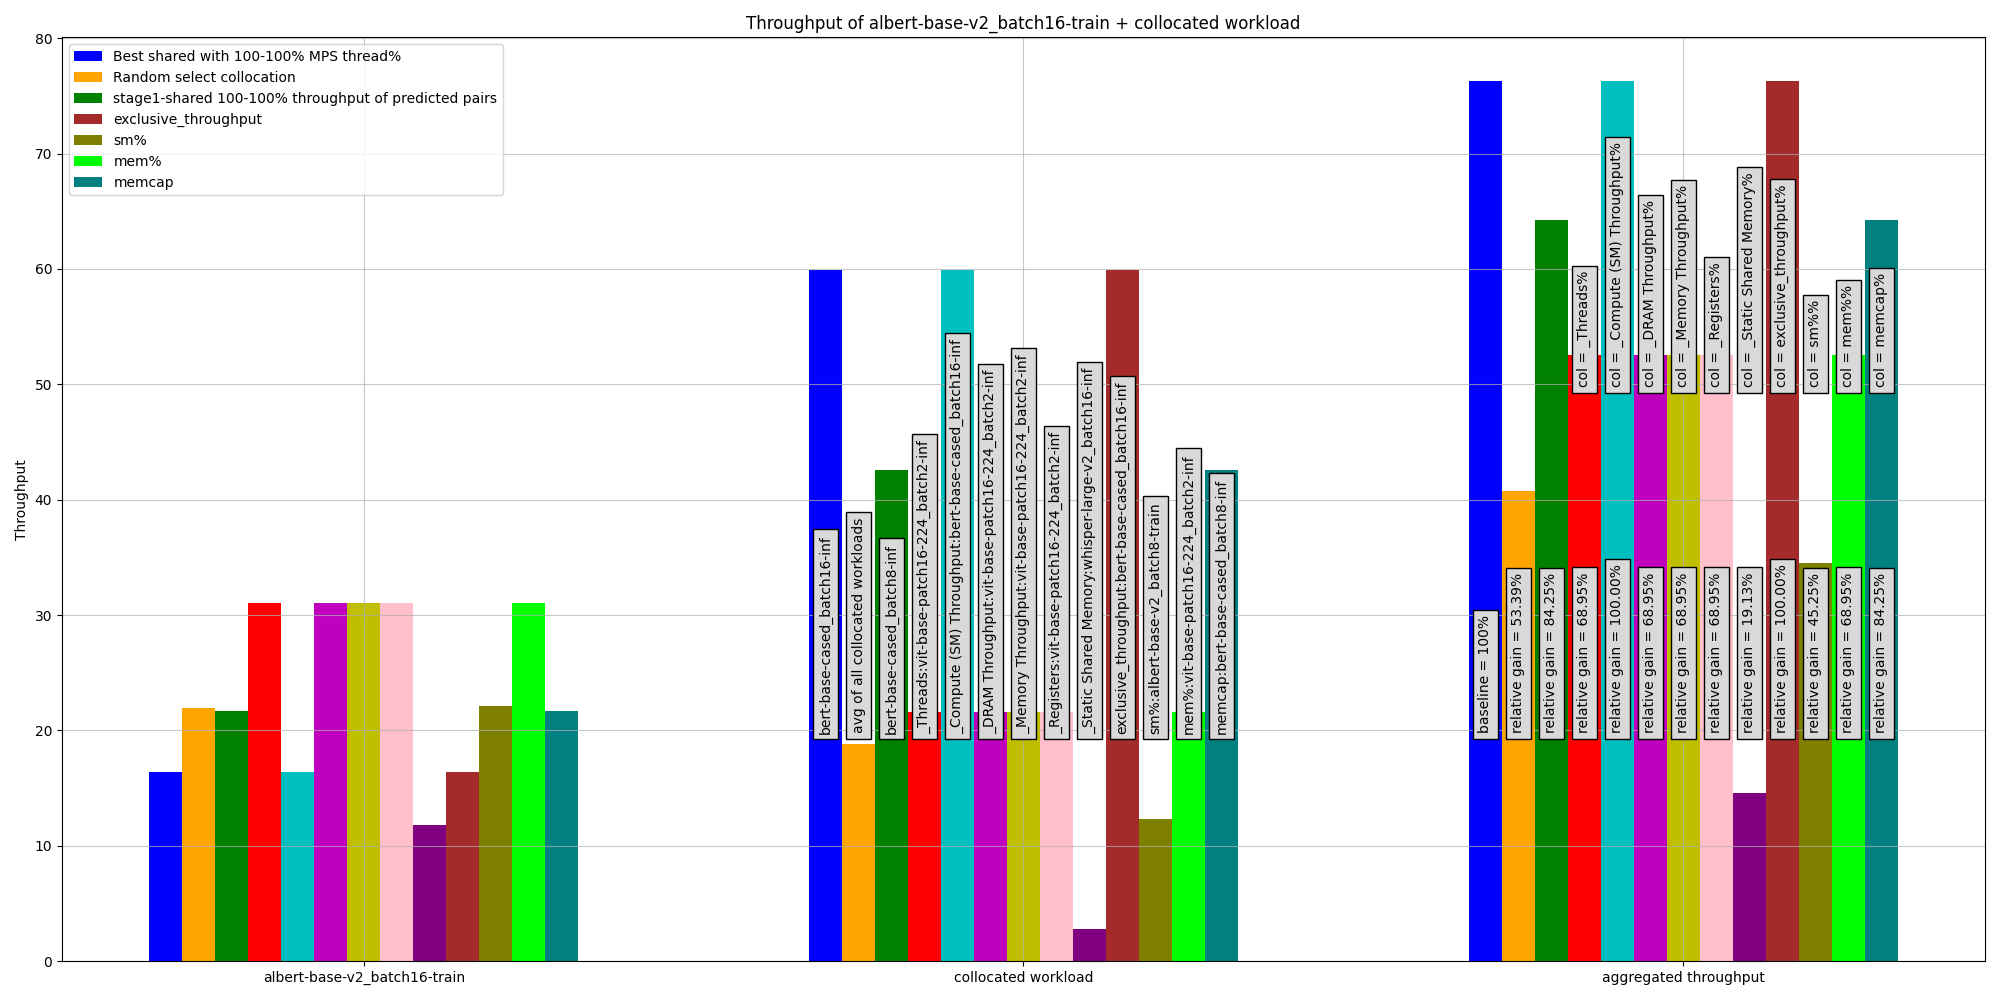 Throughput of albert-base-v2_batch16-train + collocated workload
Best shared with 100-100% MPS thread%
Random select collocation
stage1-shared 100-100% throughput of predicted pairs
exclusive_throughput
sm%
mem%
memcap
Throughput
80
70
60
50
40
30
20
10
0
bert-base-cased_batch16-inf
avg of all collocated workloads
bert-base-cased_batch8-inf
_Threads:vit-base-patch16-224_batch2-inf
_Compute (SM) Throughput:bert-base-cased_batch16-inf
_DRAM Throughput:vit-base-patch16-224_batch2-inf
_Memory Throughput:vit-base-patch16-224_batch2-inf
_Registers:vit-base-patch16-224_batch2-inf
_Static Shared Memory:whisper-large-v2_batch16-inf
exclusive_throughput:bert-base-cased_batch16-inf
sm%:albert-base-v2_batch8-train
mem%:vit-base-patch16-224_batch2-inf
memcap:bert-base-cased_batch8-inf
col = _Threads%
col = _Compute (SM) Throughput%
col = _DRAM Throughput%
col = _Memory Throughput%
col = _Registers%
col = _Static Shared Memory%
col = exclusive_throughput%
col = sm%%
col = mem%%
col = memcap%
baseline = 100%
relative gain = 53.39%
relative gain = 84.25%
relative gain = 68.95%
relative gain = 100.00%
relative gain = 68.95%
relative gain = 68.95%
relative gain = 68.95%
relative gain = 19.13%
relative gain = 100.00%
relative gain = 45.25%
relative gain = 68.95%
relative gain = 84.25%
albert-base-v2_batch16-train
collocated workload
aggregated throughput